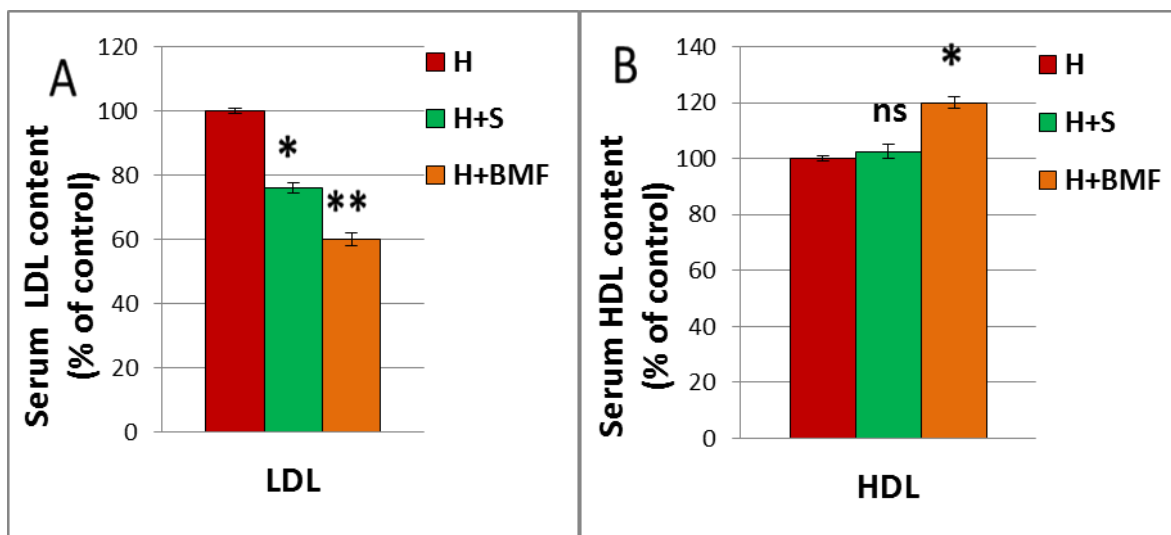 A
Serum LDL content
(% of control)
120
100
80
60
40
20
0
*
**
LDL
H
H+S
H+BMF
B
Serum HDL content
(% of control)
140
120
100
80
60
40
20
0
ns
*
HDL
H
H+S
H+BMF